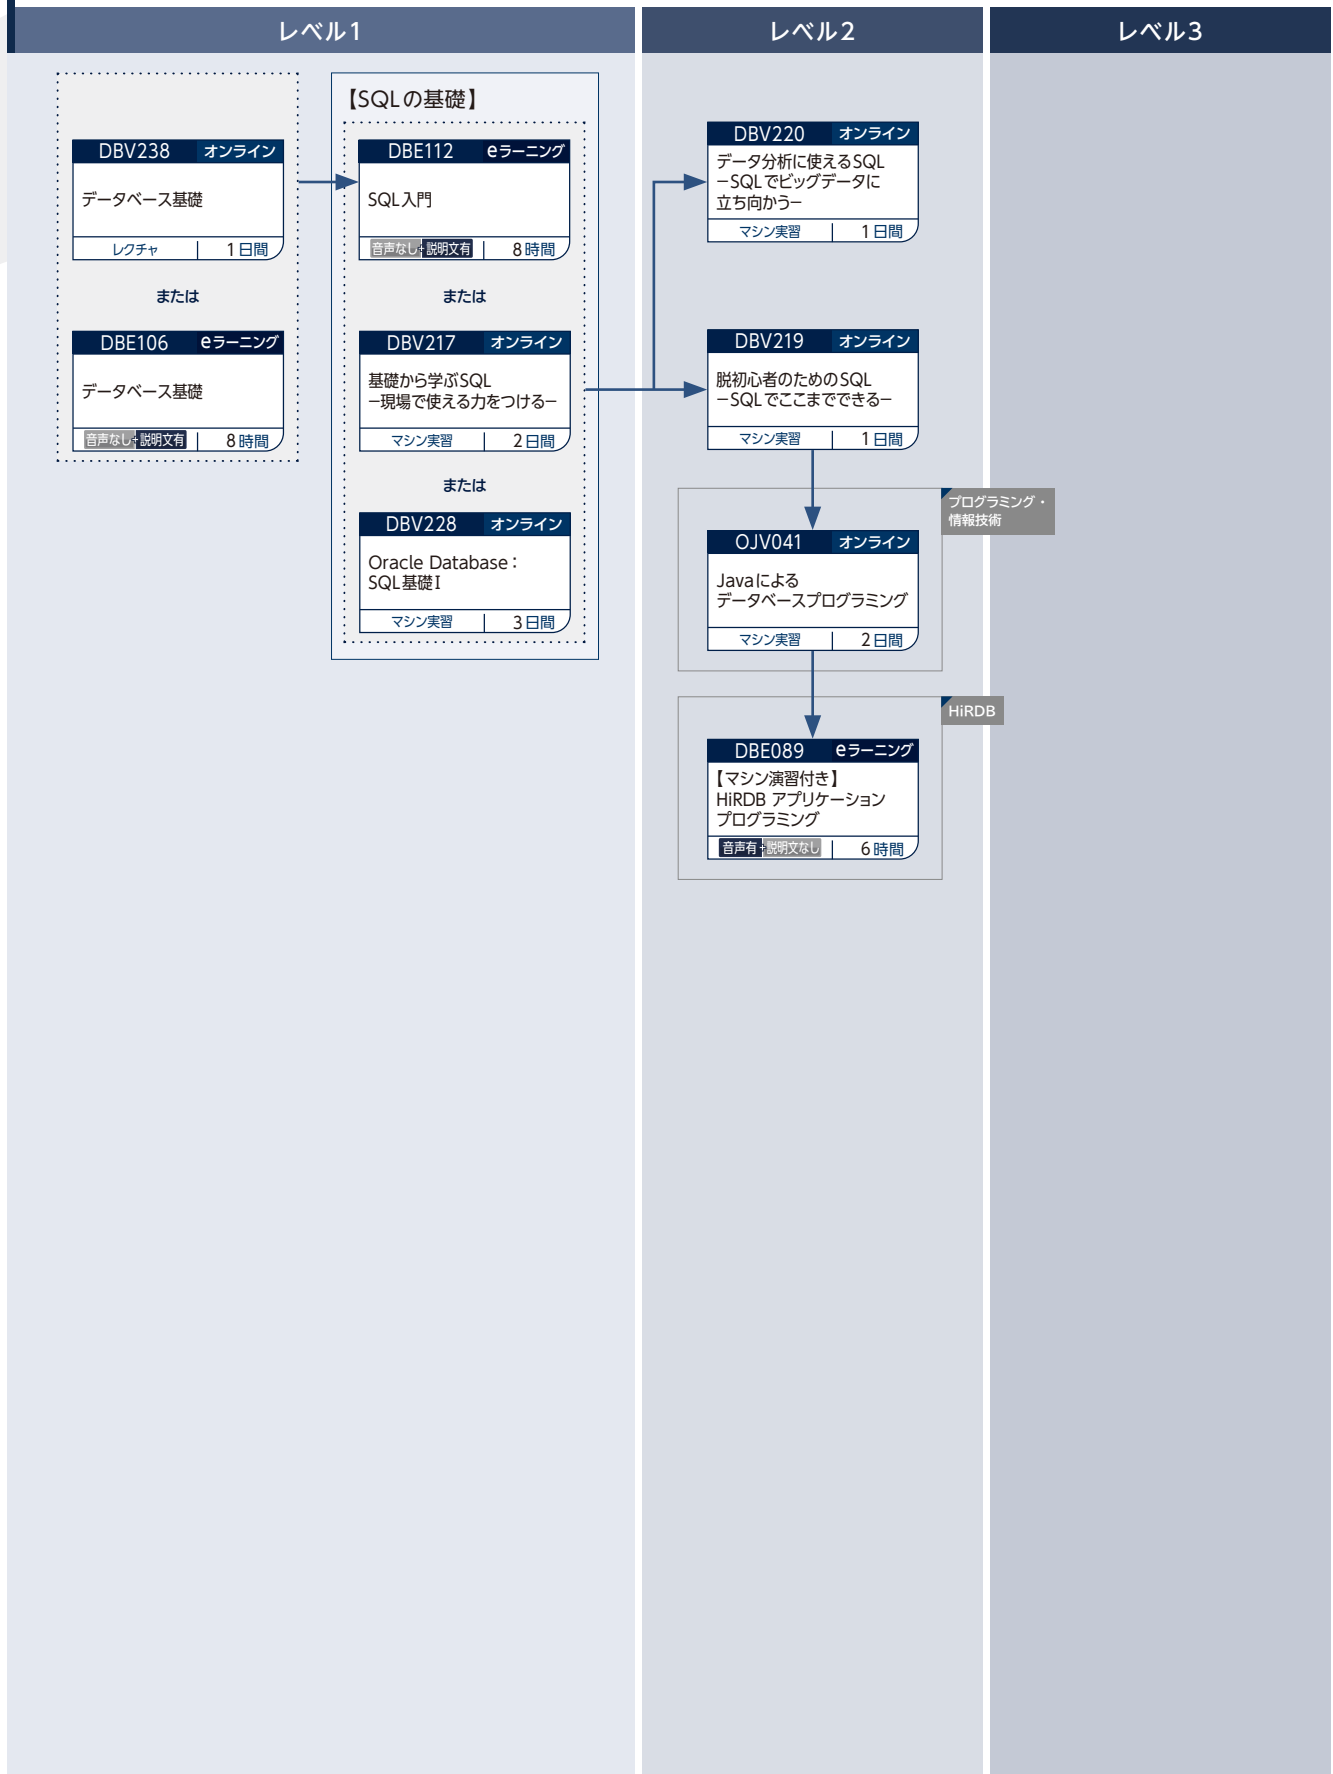 レベル1
レベル2
レベル3
DBV238 オンライン
データベース基礎
レクチャ 1日間
または
DBE106 eラーニング
データベース基礎
音声なし+説明文有 8時間
【SQLの基礎】
DBE112 eラーニング
SQL入門
音声なし+説明文有 8時間
または
DBV217 オンライン
基礎から学ぶSQL
−現場で使える力をつける−
マシン実習 2日間
または
DBV228 オンライン
Oracle Database：
SQL基礎I
マシン実習 3日間
DBV220 オンライン
データ分析に使えるSQL
−SQLでビッグデータに
立ち向かう−
マシン実習 1日間
DBV219 オンライン
脱初心者のためのSQL
−SQLでここまでできる−
マシン実習 1日間
プログラミング・
情報技術
OJV041 オンライン
Javaによる
データベースプログラミング
マシン実習 2日間
HiRDB
DBE089 eラーニング
【マシン演習付き】
HiRDB アプリケーション
プログラミング
音声有+説明文なし 6時間